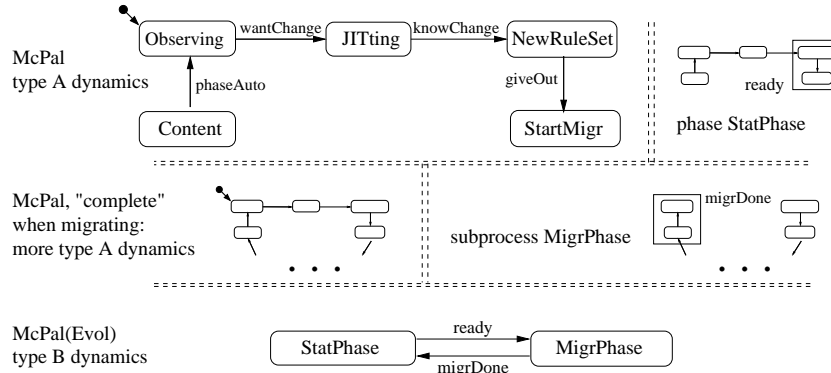 McPal
type A dynamics
Observing
wantChange
JITting
knowChange
NewRuleSet
phaseAuto
giveOut
Content
StartMigr
ready
phase StatPhase
McPal, "complete"
when migrating:
more type A dynamics
. . .
subprocess MigrPhase
migrDone
. . .
McPal(Evol)
type B dynamics
StatPhase
ready
migrDone
MigrPhase